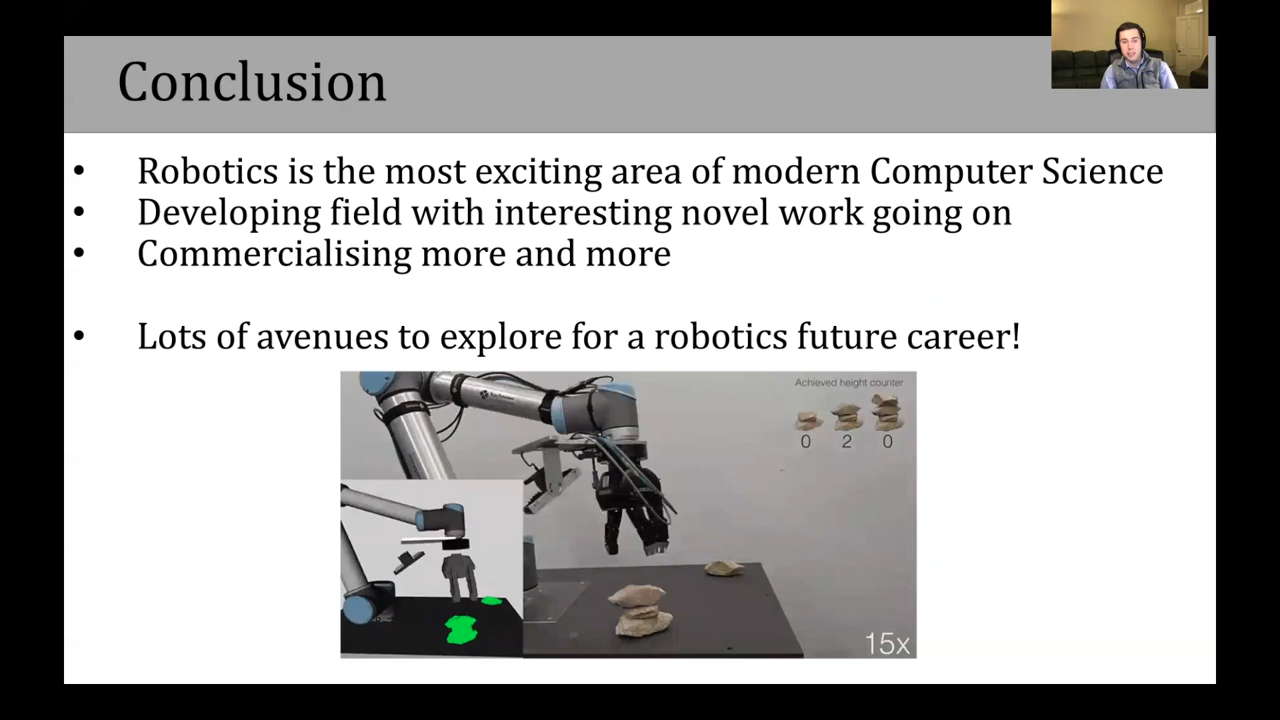 Conclusion
• Robotics is the most exciting area of modern Computer Science
• Developing field with interesting novel work going on
• Commercialising more and more
• Lots of avenues to explore for a robotics future career!
Achieved height counter
0 2 0
15x